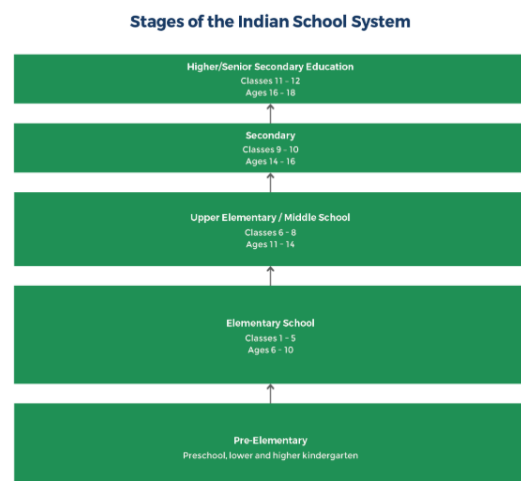 Stages of the Indian School System
Higher/Senior Secondary Education
Classes 11 - 12
Ages 16 - 18
Secondary
Classes 9 - 10
Ages 14 - 16
Upper Elementary / Middle School
Classes 6 - 8
Ages 11 - 14
Elementary School
Classes 1 - 5
Ages 6 - 10
Pre-Elementary
Preschool, lower and higher kindergarten